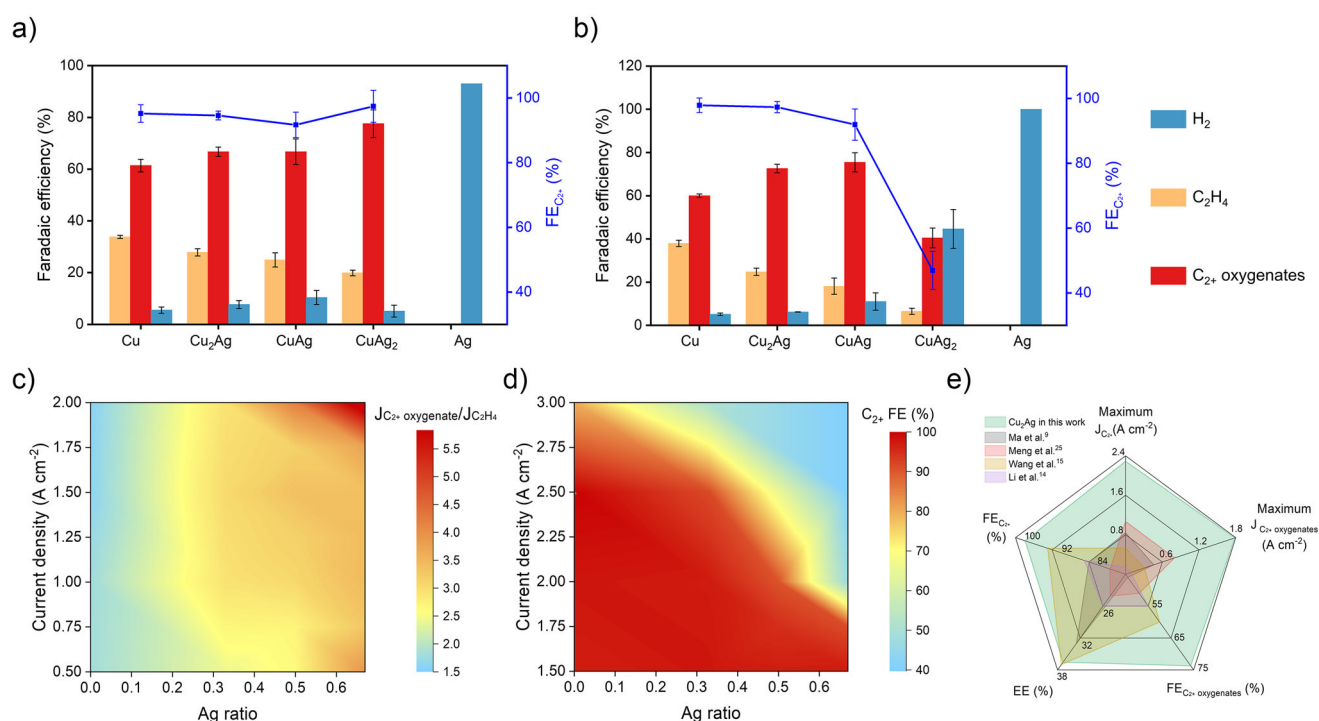 a)
Faradaic efficiency (%)
100
80
60
40
20
0
Cu
Cu₂Ag
CuAg
CuAg₂
Ag
100
80
60
40
FE_C₂₊ (%)
b)
Faradaic efficiency (%)
120
100
80
60
40
20
0
Cu
Cu₂Ag
CuAg
CuAg₂
Ag
100
80
60
40
FE_C₂₊ (%)
H₂
C₂H₄
C₂₊ oxygenates
c)
Current density (A cm⁻²)
2.00
1.75
1.50
1.25
1.00
0.75
0.50
0.0
0.1
0.2
0.3
0.4
0.5
0.6
Ag ratio
J_C₂₊ oxygenate/J_C₂H₄
5.5
5.0
4.5
4.0
3.5
3.0
2.5
2.0
1.5
d)
Current density (A cm⁻²)
3.00
2.75
2.50
2.25
2.00
1.75
1.50
0.0
0.1
0.2
0.3
0.4
0.5
0.6
Ag ratio
C₂₊ FE (%)
100
90
80
70
60
50
40
e)
Cu₂Ag in this work
Ma et al.⁹
Meng et al.²⁵
Wang et al.¹⁵
Li et al.¹⁴
Maximum
J_C₂₊ (A cm⁻²)
2.4
1.6
0.8
Maximum
J_C₂₊ oxygenates
(A cm⁻²)
1.8
1.2
0.6
FE_C₂₊
(%)
100
92
84
26
32
38
EE (%)
55
65
75
FE_C₂₊ oxygenates (%)